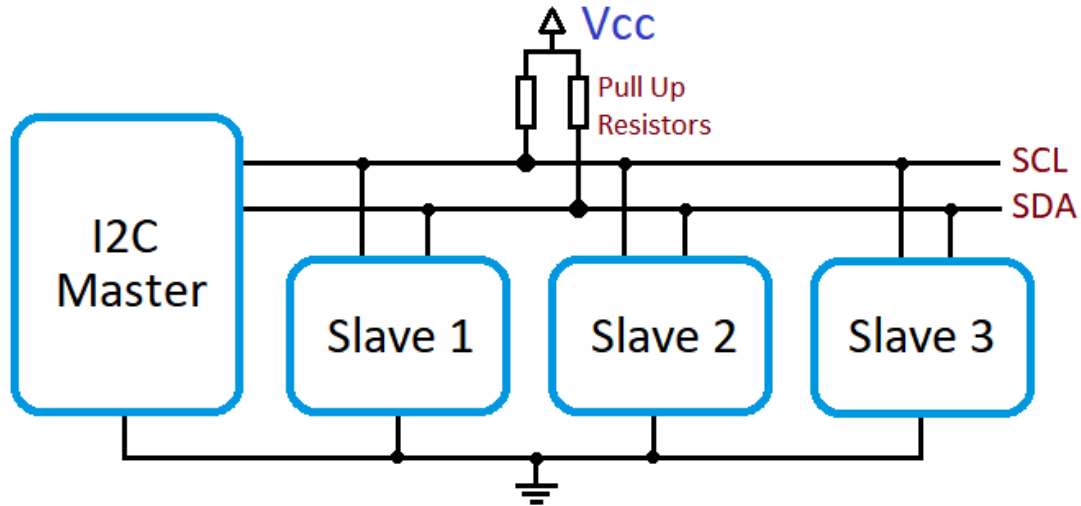 Vcc
Pull Up
Resistors
SCL
SDA
I2C
Master
Slave 1
Slave 2
Slave 3